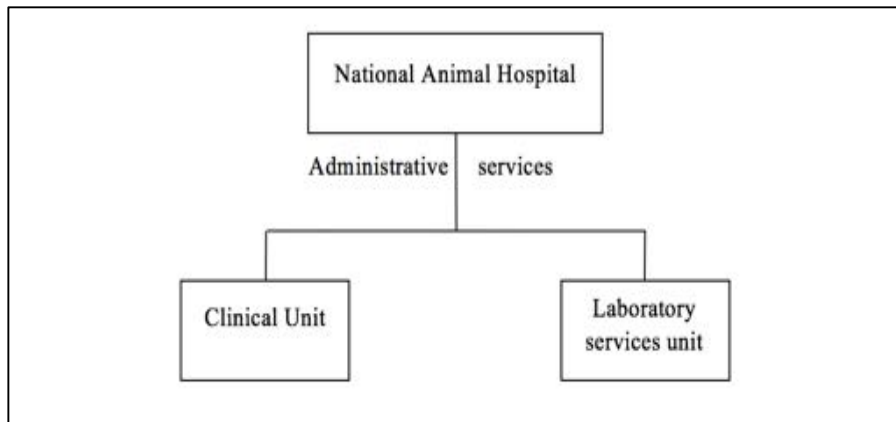 National Animal Hospital
Administrative services
Clinical Unit
Laboratory
services unit